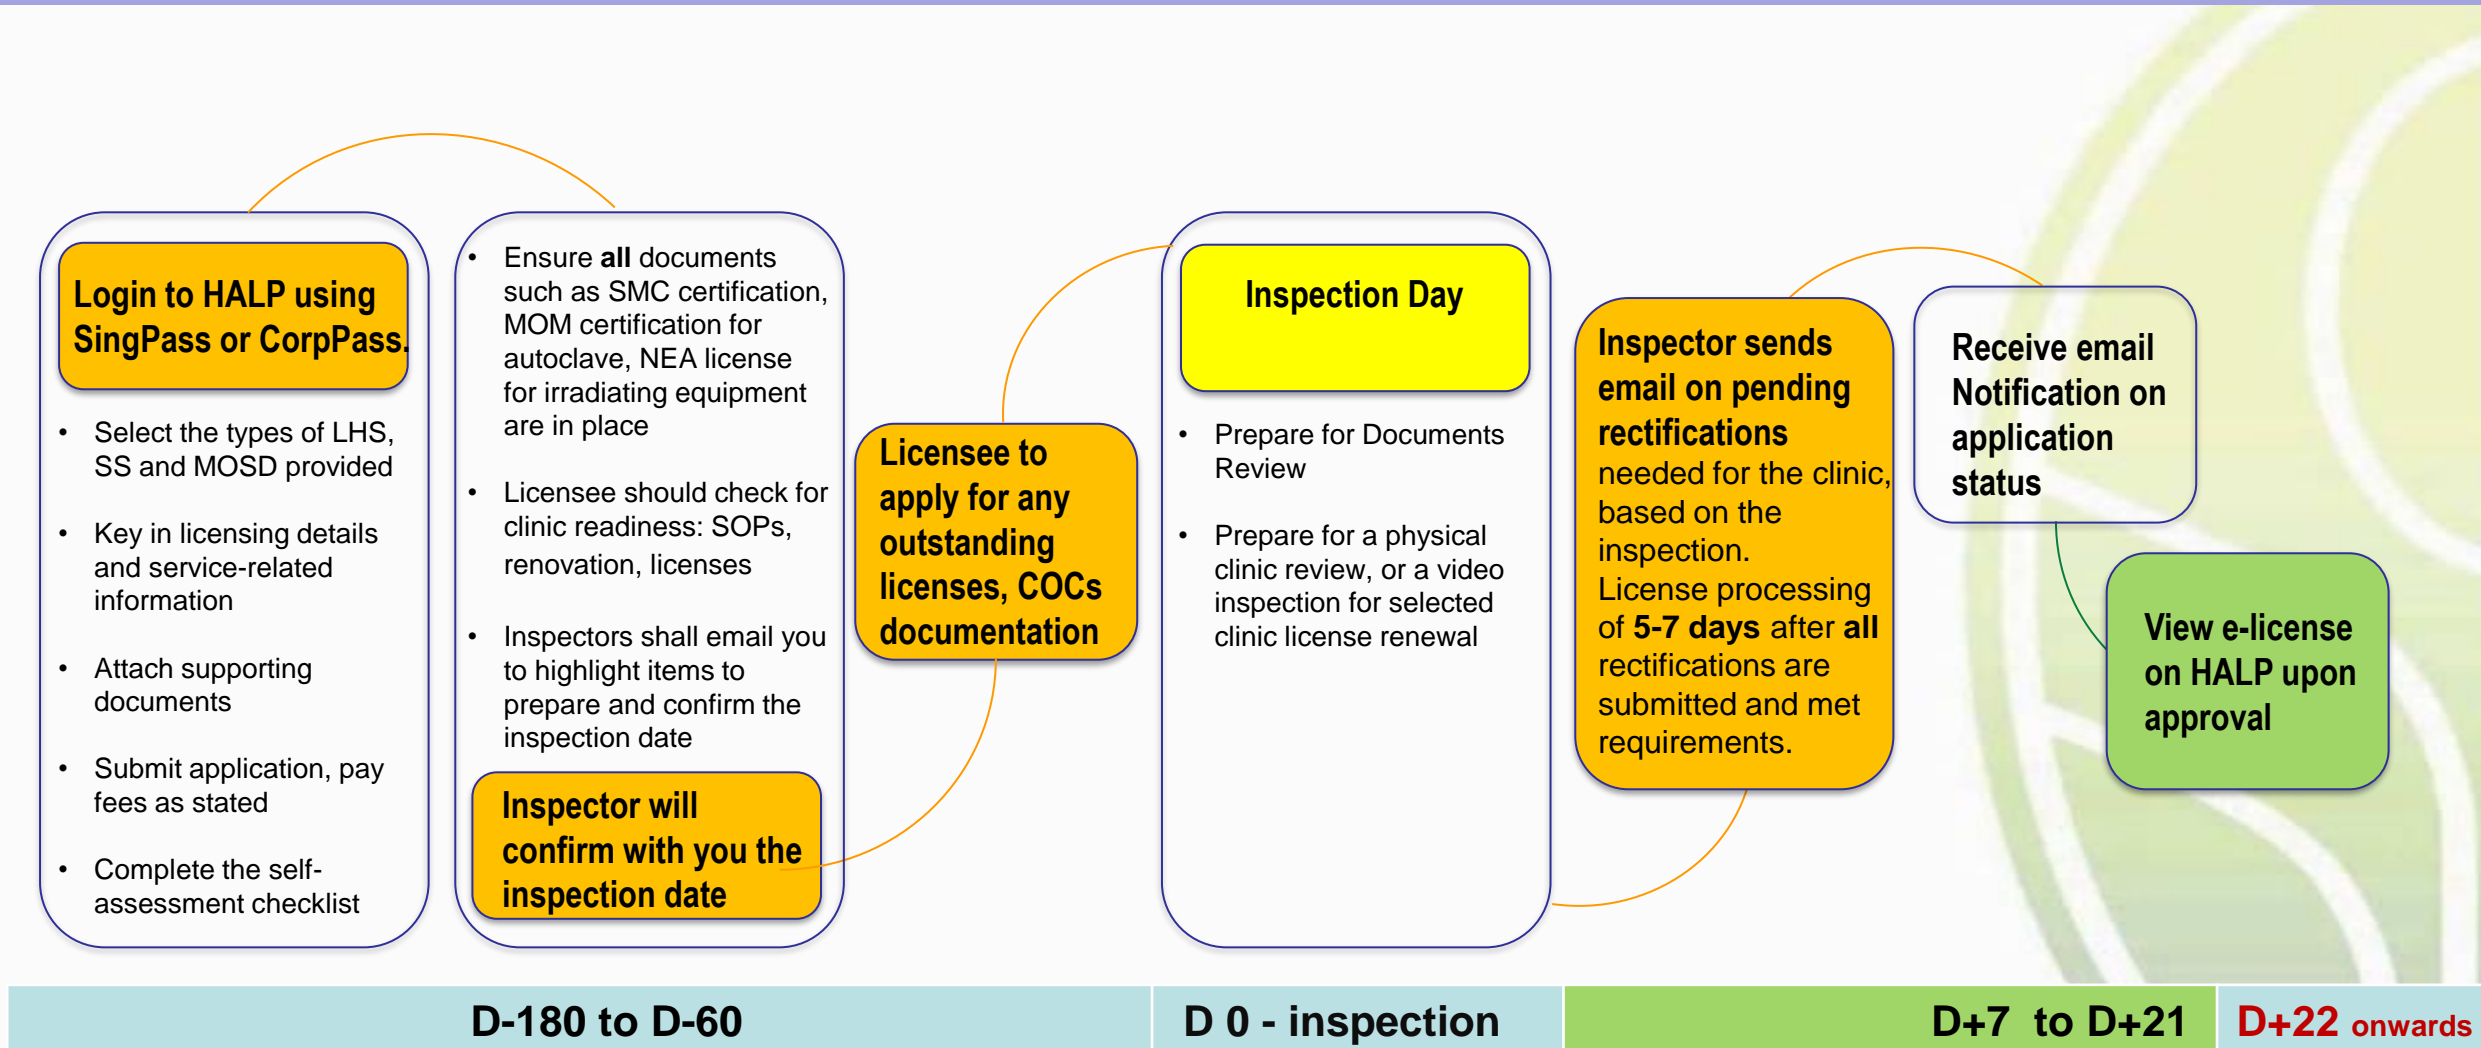 Login to HALP using
SingPass or CorpPass.
• Select the types of LHS,
SS and MOSD provided
• Key in licensing details
and service-related
information
• Attach supporting
documents
• Submit application, pay
fees as stated
• Complete the self-
assessment checklist
• Ensure all documents
such as SMC certification,
MOM certification for
autoclave, NEA license
for irradiating equipment
are in place
• Licensee should check for
clinic readiness: SOPs,
renovation, licenses
• Inspectors shall email you
to highlight items to
prepare and confirm the
inspection date
Inspector will
confirm with you the
inspection date
Licensee to
apply for any
outstanding
licenses, COCs
documentation
Inspection Day
• Prepare for Documents
Review
• Prepare for a physical
clinic review, or a video
inspection for selected
clinic license renewal
Inspector sends
email on pending
rectifications
needed for the clinic,
based on the
inspection.
License processing
of 5-7 days after all
rectifications are
submitted and met
requirements.
Receive email
Notification on
application
status
View e-license
on HALP upon
approval
D-180 to D-60
D 0 - inspection
D+7 to D+21
D+22 onwards